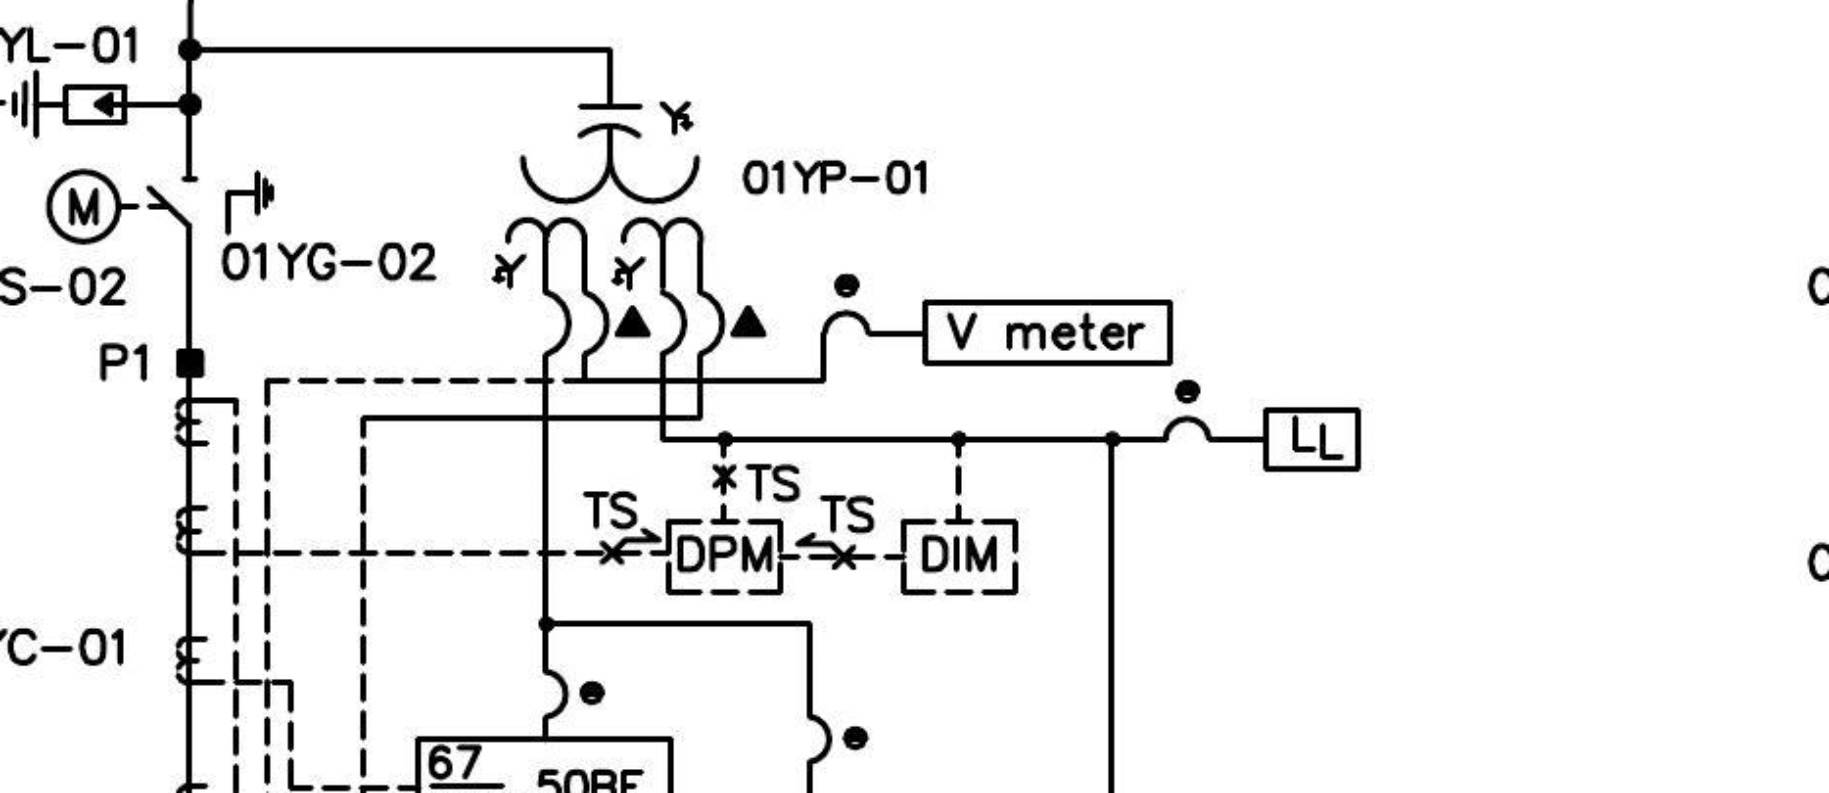 YL-01
01YP-01
M
01YG-02
S-02
V meter
P1
LL
TS
TS
TS
DPM
DIM
YC-01
67
50BF